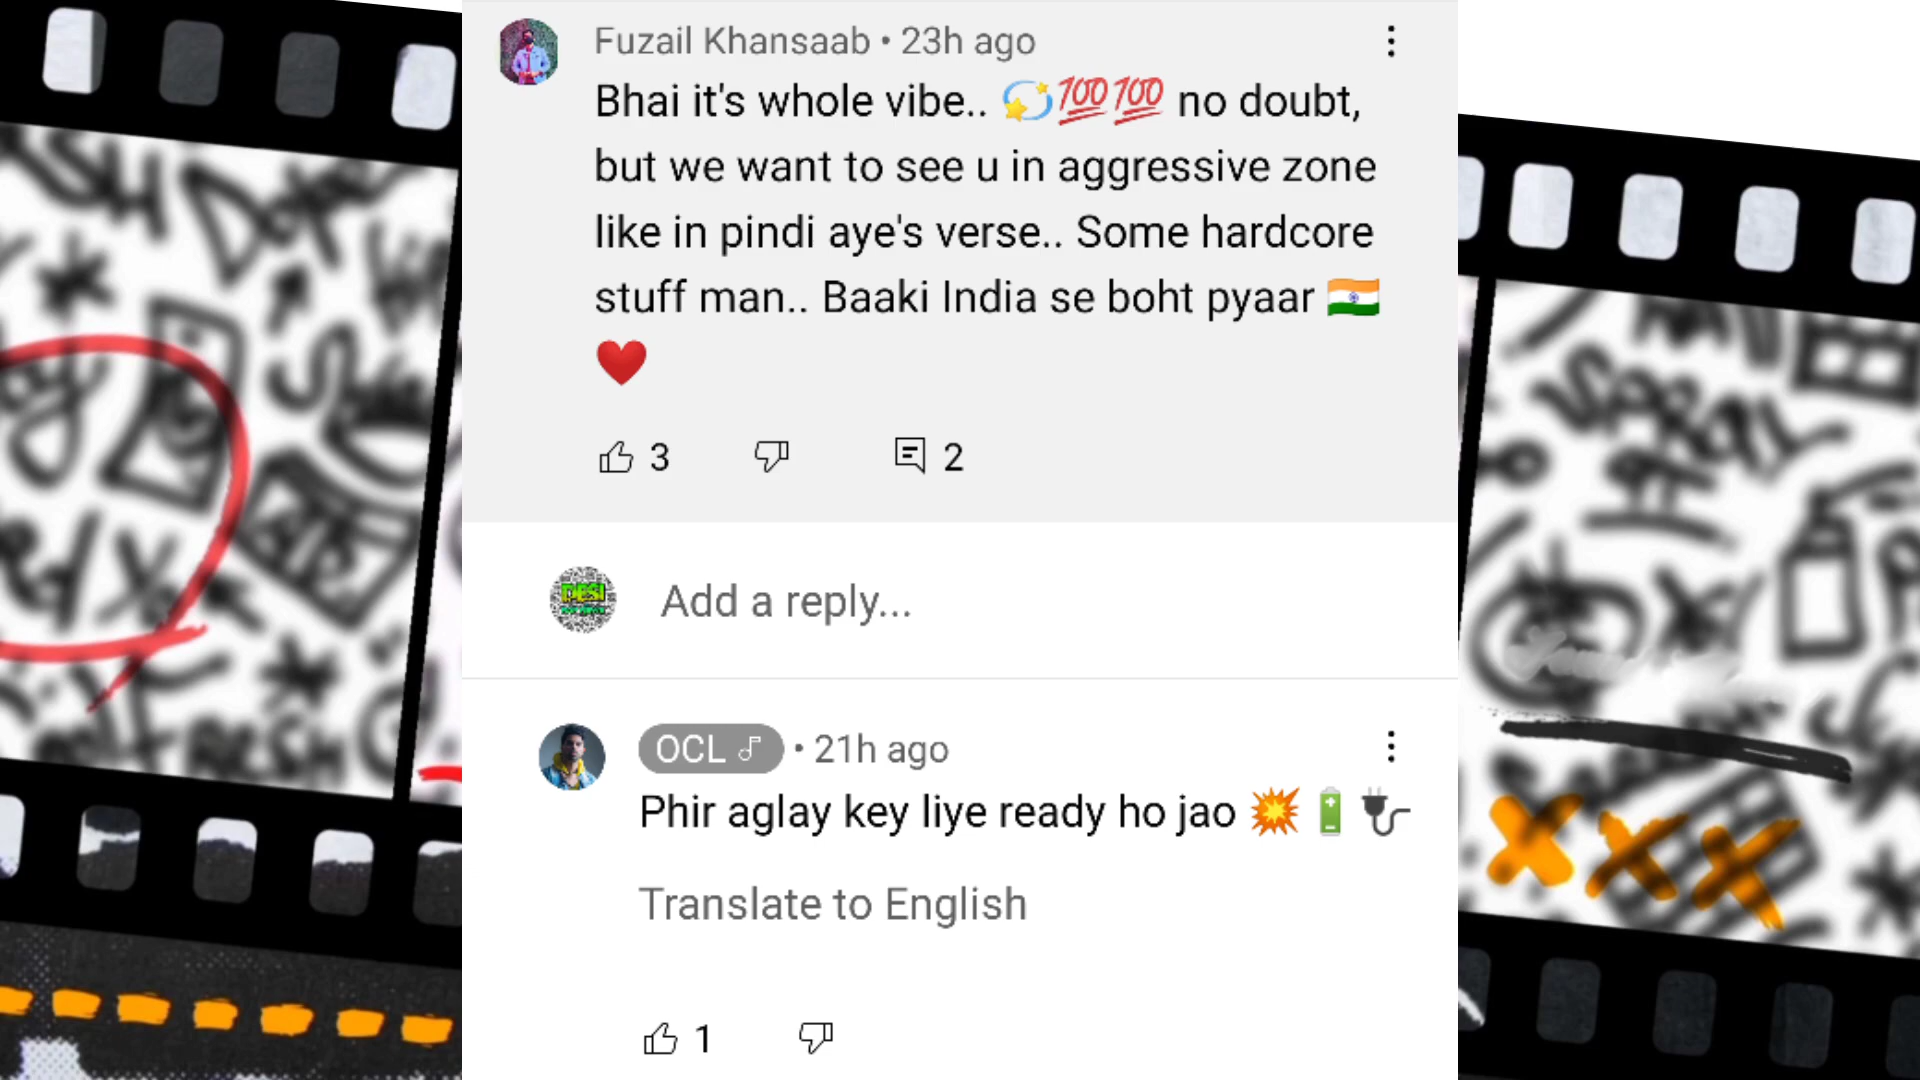 Fuzail Khansaab • 23h ago
Bhai it's whole vibe.. 💫💯💯 no doubt,
but we want to see u in aggressive zone
like in pindi aye's verse.. Some hardcore
stuff man.. Baaki India se boht pyaar 🇮🇳
❤️
3 2
DESI
Add a reply...
OCL • 21h ago
Phir aglay key liye ready ho jao 💥🔋🔌
Translate to English
1